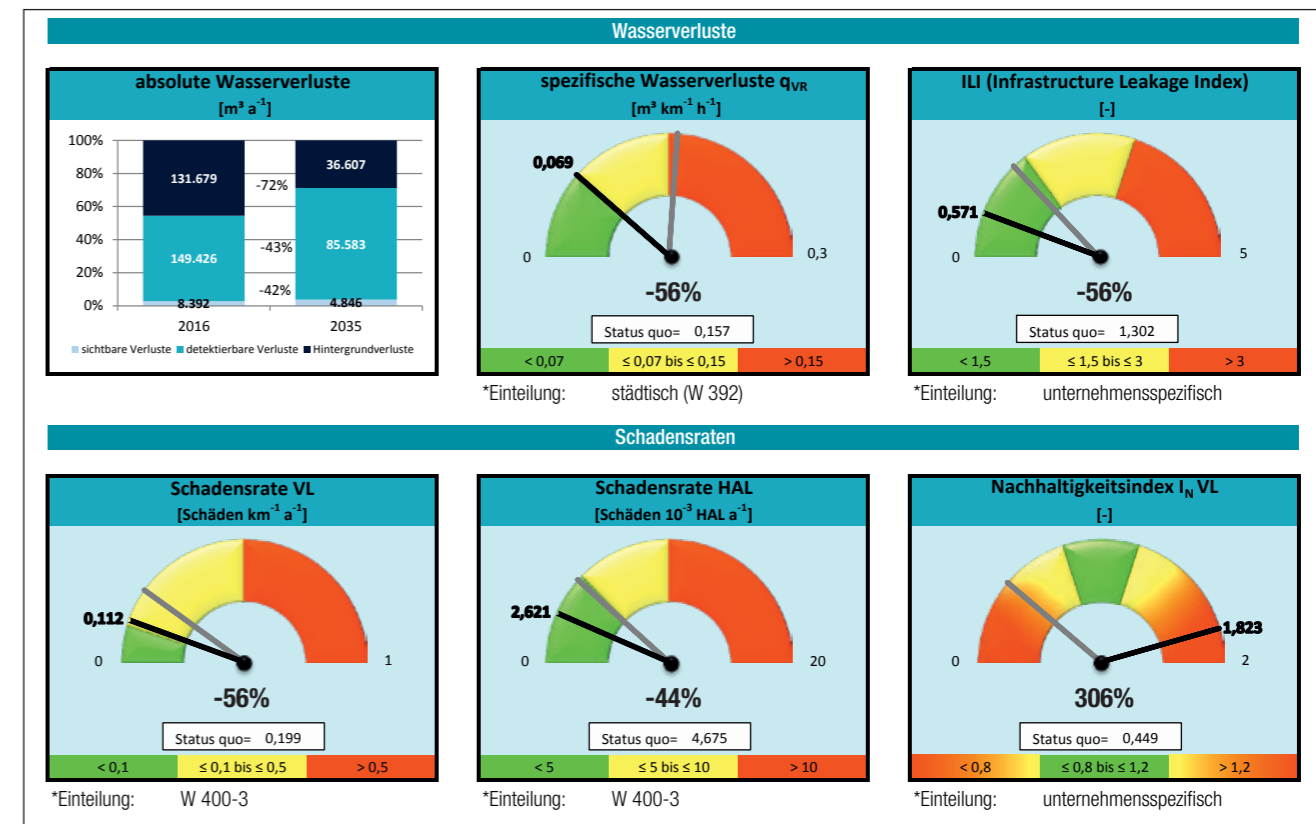 Wasserverluste
absolute Wasserverluste
[m³ a⁻¹]
100%
80%
60%
40%
20%
0%
131.679
149.426
8.392
-72%
-43%
-42%
36.607
85.583
4.846
2016
2035
sichtbare Verluste detektierbare Verluste Hintergrundverluste
spezifische Wasserverluste qVR
[m³ km⁻¹ h⁻¹]
0,069
0
0,3
-56%
Status quo= 0,157
< 0,07 ≤ 0,07 bis ≤ 0,15 > 0,15
*Einteilung: städtisch (W 392)
ILI (Infrastructure Leakage Index)
[-]
0,571
0
5
-56%
Status quo= 1,302
< 1,5 ≤ 1,5 bis ≤ 3 > 3
*Einteilung: unternehmensspezifisch
Schadensraten
Schadensrate VL
[Schäden km⁻¹ a⁻¹]
0,112
0
1
-56%
Status quo= 0,199
< 0,1 ≤ 0,1 bis ≤ 0,5 > 0,5
*Einteilung: W 400-3
Schadensrate HAL
[Schäden 10⁻³ HAL a⁻¹]
2,621
0
20
-44%
Status quo= 4,675
< 5 ≤ 5 bis ≤ 10 > 10
*Einteilung: W 400-3
Nachhaltigkeitsindex IN VL
[-]
0
1,823
2
306%
Status quo= 0,449
< 0,8 ≤ 0,8 bis ≤ 1,2 > 1,2
*Einteilung: unternehmensspezifisch